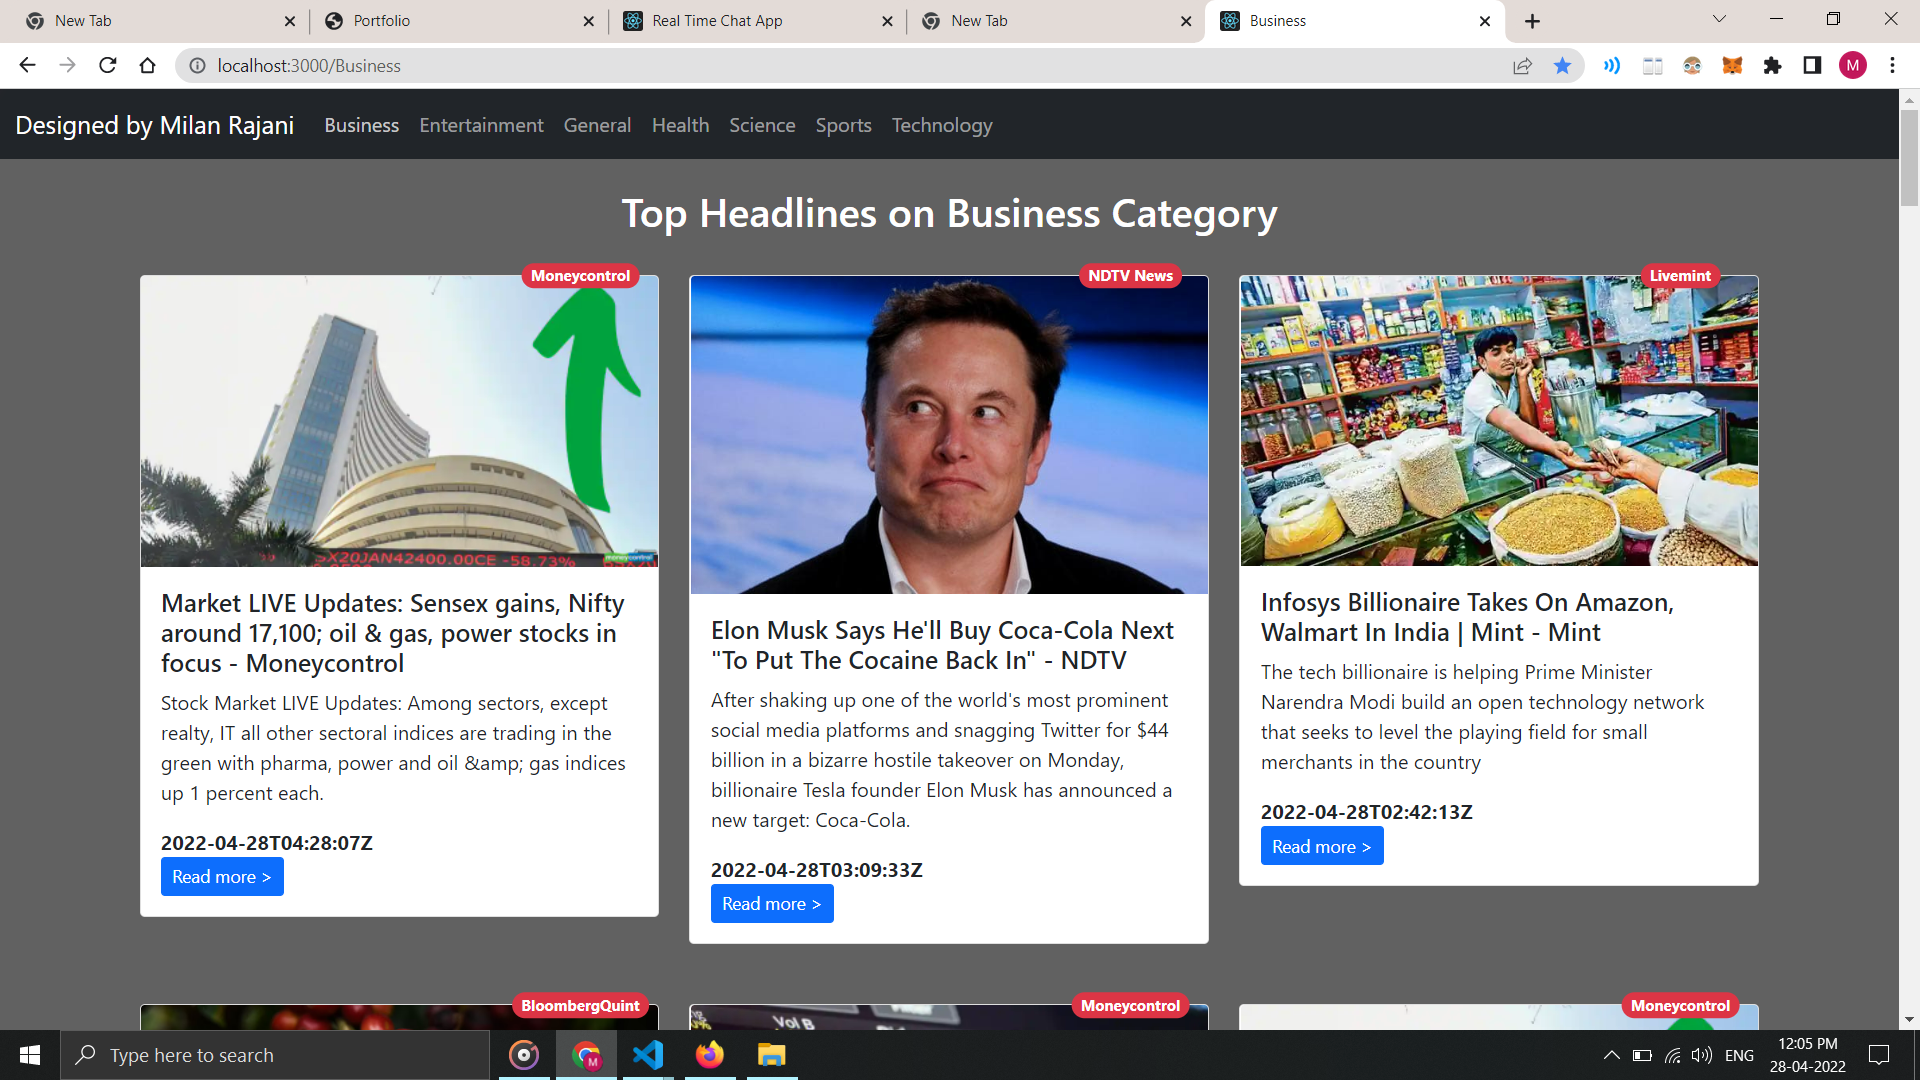 New Tab
Portfolio
Real Time Chat App
New Tab
Business
localhost:3000/Business
M
Designed by Milan Rajani
Business
Entertainment
General
Health
Science
Sports
Technology
Top Headlines on Business Category
Moneycontrol
SX20JAN42400.00CE -58.73%
moneycontrol
Market LIVE Updates: Sensex gains, Nifty
around 17,100; oil & gas, power stocks in
focus - Moneycontrol
Stock Market LIVE Updates: Among sectors, except
realty, IT all other sectoral indices are trading in the
green with pharma, power and oil &amp; gas indices
up 1 percent each.
2022-04-28T04:28:07Z
Read more >
NDTV News
Elon Musk Says He'll Buy Coca-Cola Next
"To Put The Cocaine Back In" - NDTV
After shaking up one of the world's most prominent
social media platforms and snagging Twitter for $44
billion in a bizarre hostile takeover on Monday,
billionaire Tesla founder Elon Musk has announced a
new target: Coca-Cola.
2022-04-28T03:09:33Z
Read more >
Livemint
Infosys Billionaire Takes On Amazon,
Walmart In India | Mint - Mint
The tech billionaire is helping Prime Minister
Narendra Modi build an open technology network
that seeks to level the playing field for small
merchants in the country
2022-04-28T02:42:13Z
Read more >
BloombergQuint
Moneycontrol
Vol B
Moneycontrol
Type here to search
M
ENG
12:05 PM
28-04-2022